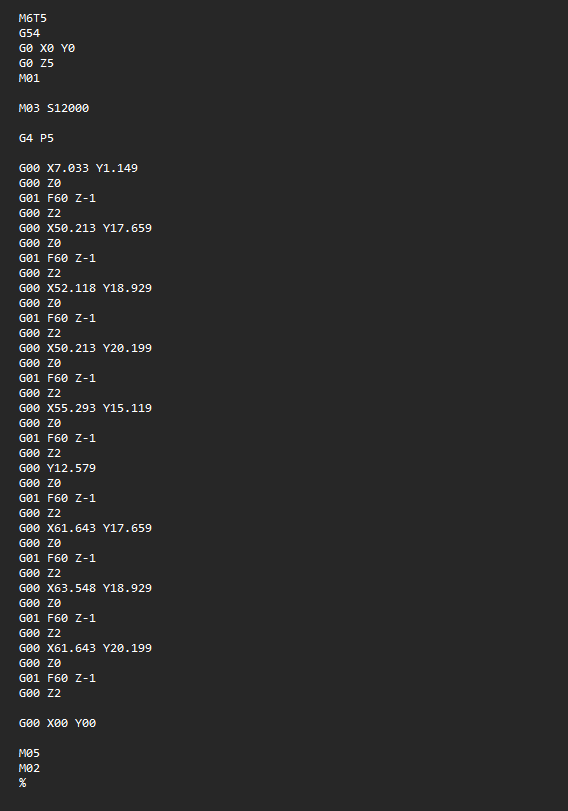 M6T5
G54
G0 X0 Y0
G0 Z5
M01
M03 S12000
G4 P5
G00 X7.033 Y1.149
G00 Z0
G01 F60 Z-1
G00 Z2
G00 X50.213 Y17.659
G00 Z0
G01 F60 Z-1
G00 Z2
G00 X52.118 Y18.929
G00 Z0
G01 F60 Z-1
G00 Z2
G00 X50.213 Y20.199
G00 Z0
G01 F60 Z-1
G00 Z2
G00 X55.293 Y15.119
G00 Z0
G01 F60 Z-1
G00 Z2
G00 Y12.579
G00 Z0
G01 F60 Z-1
G00 Z2
G00 X61.643 Y17.659
G00 Z0
G01 F60 Z-1
G00 Z2
G00 X63.548 Y18.929
G00 Z0
G01 F60 Z-1
G00 Z2
G00 X61.643 Y20.199
G00 Z0
G01 F60 Z-1
G00 Z2
G00 X00 Y00
M05
M02
%